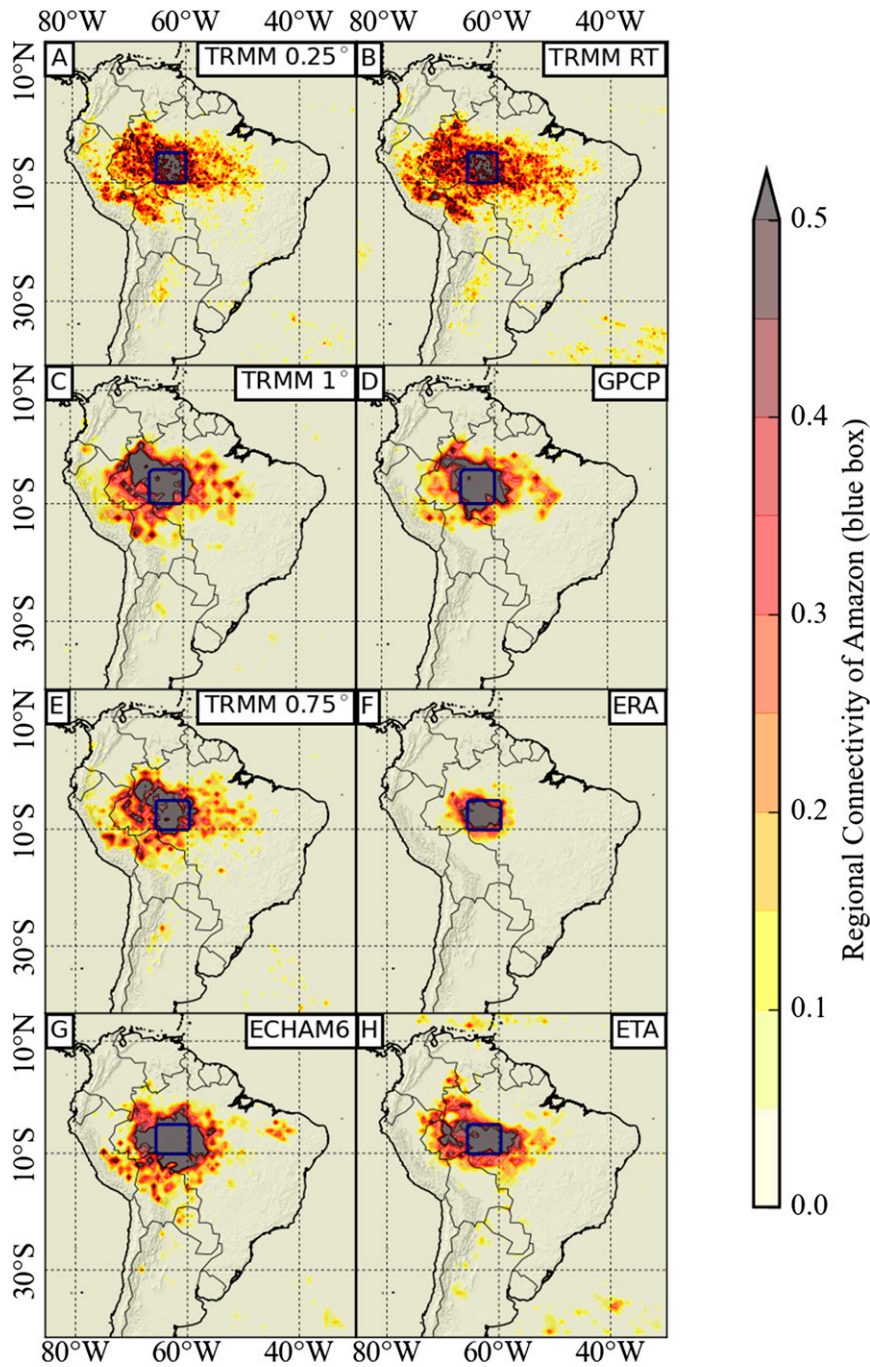 80°W 60°W 40°W 80°W 60°W 40°W
A TRMM 0.25° B TRMM RT
10°N
10°S
30°S
C TRMM 1° D GPCP
10°N
10°S
30°S
E TRMM 0.75° F ERA
10°N
10°S
30°S
G ECHAM6 H ETA
10°N
10°S
30°S
80°W 60°W 40°W 80°W 60°W 40°W
0.5
0.4
0.3
0.2
0.1
0.0
Regional Connectivity of Amazon (blue box)